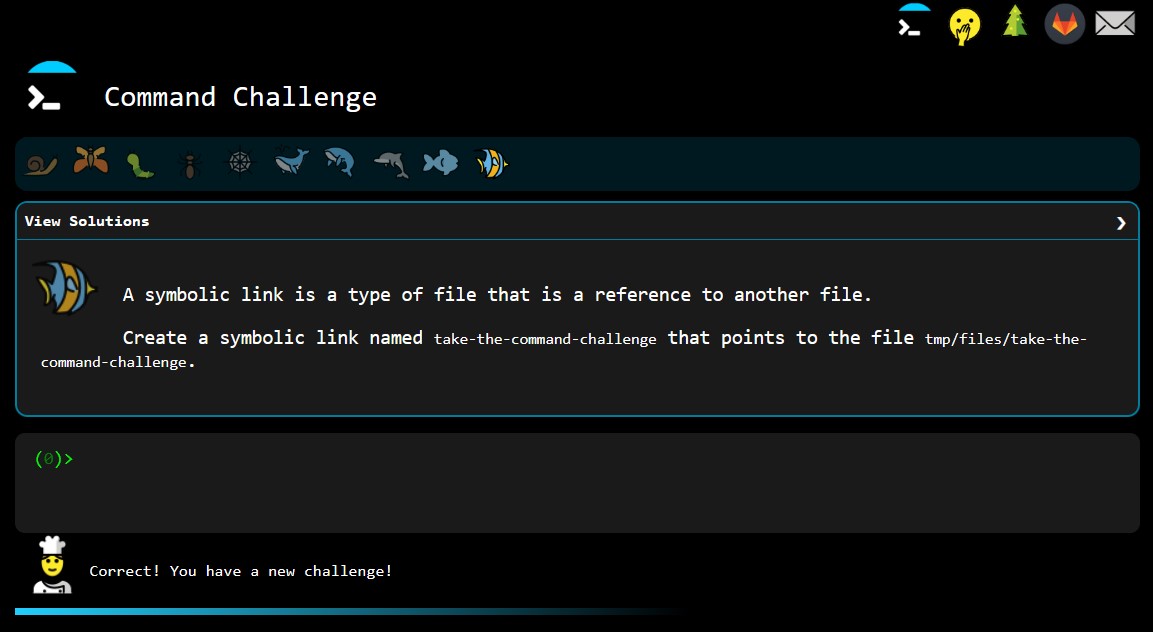 Command Challenge
View Solutions
A symbolic link is a type of file that is a reference to another file.
Create a symbolic link named take-the-command-challenge that points to the file tmp/files/take-the-
command-challenge.
(0)>
Correct! You have a new challenge!